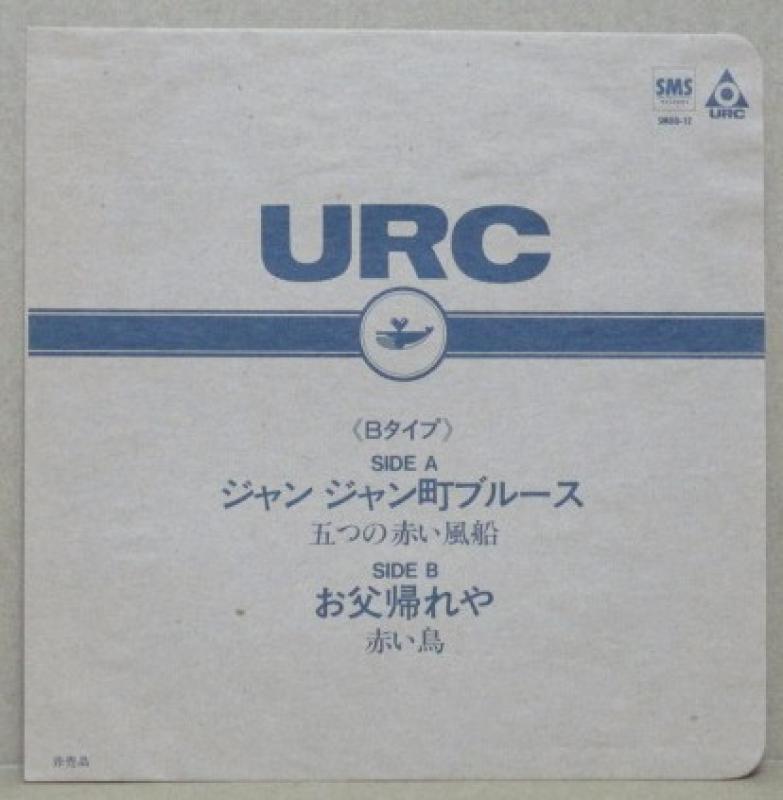 SMS
URC
SM80-12
URC
《Bタイプ》
SIDE A
ジャン ジャン町ブルース
五つの赤い風船
SIDE B
お父帰れや
赤い鳥
非売品